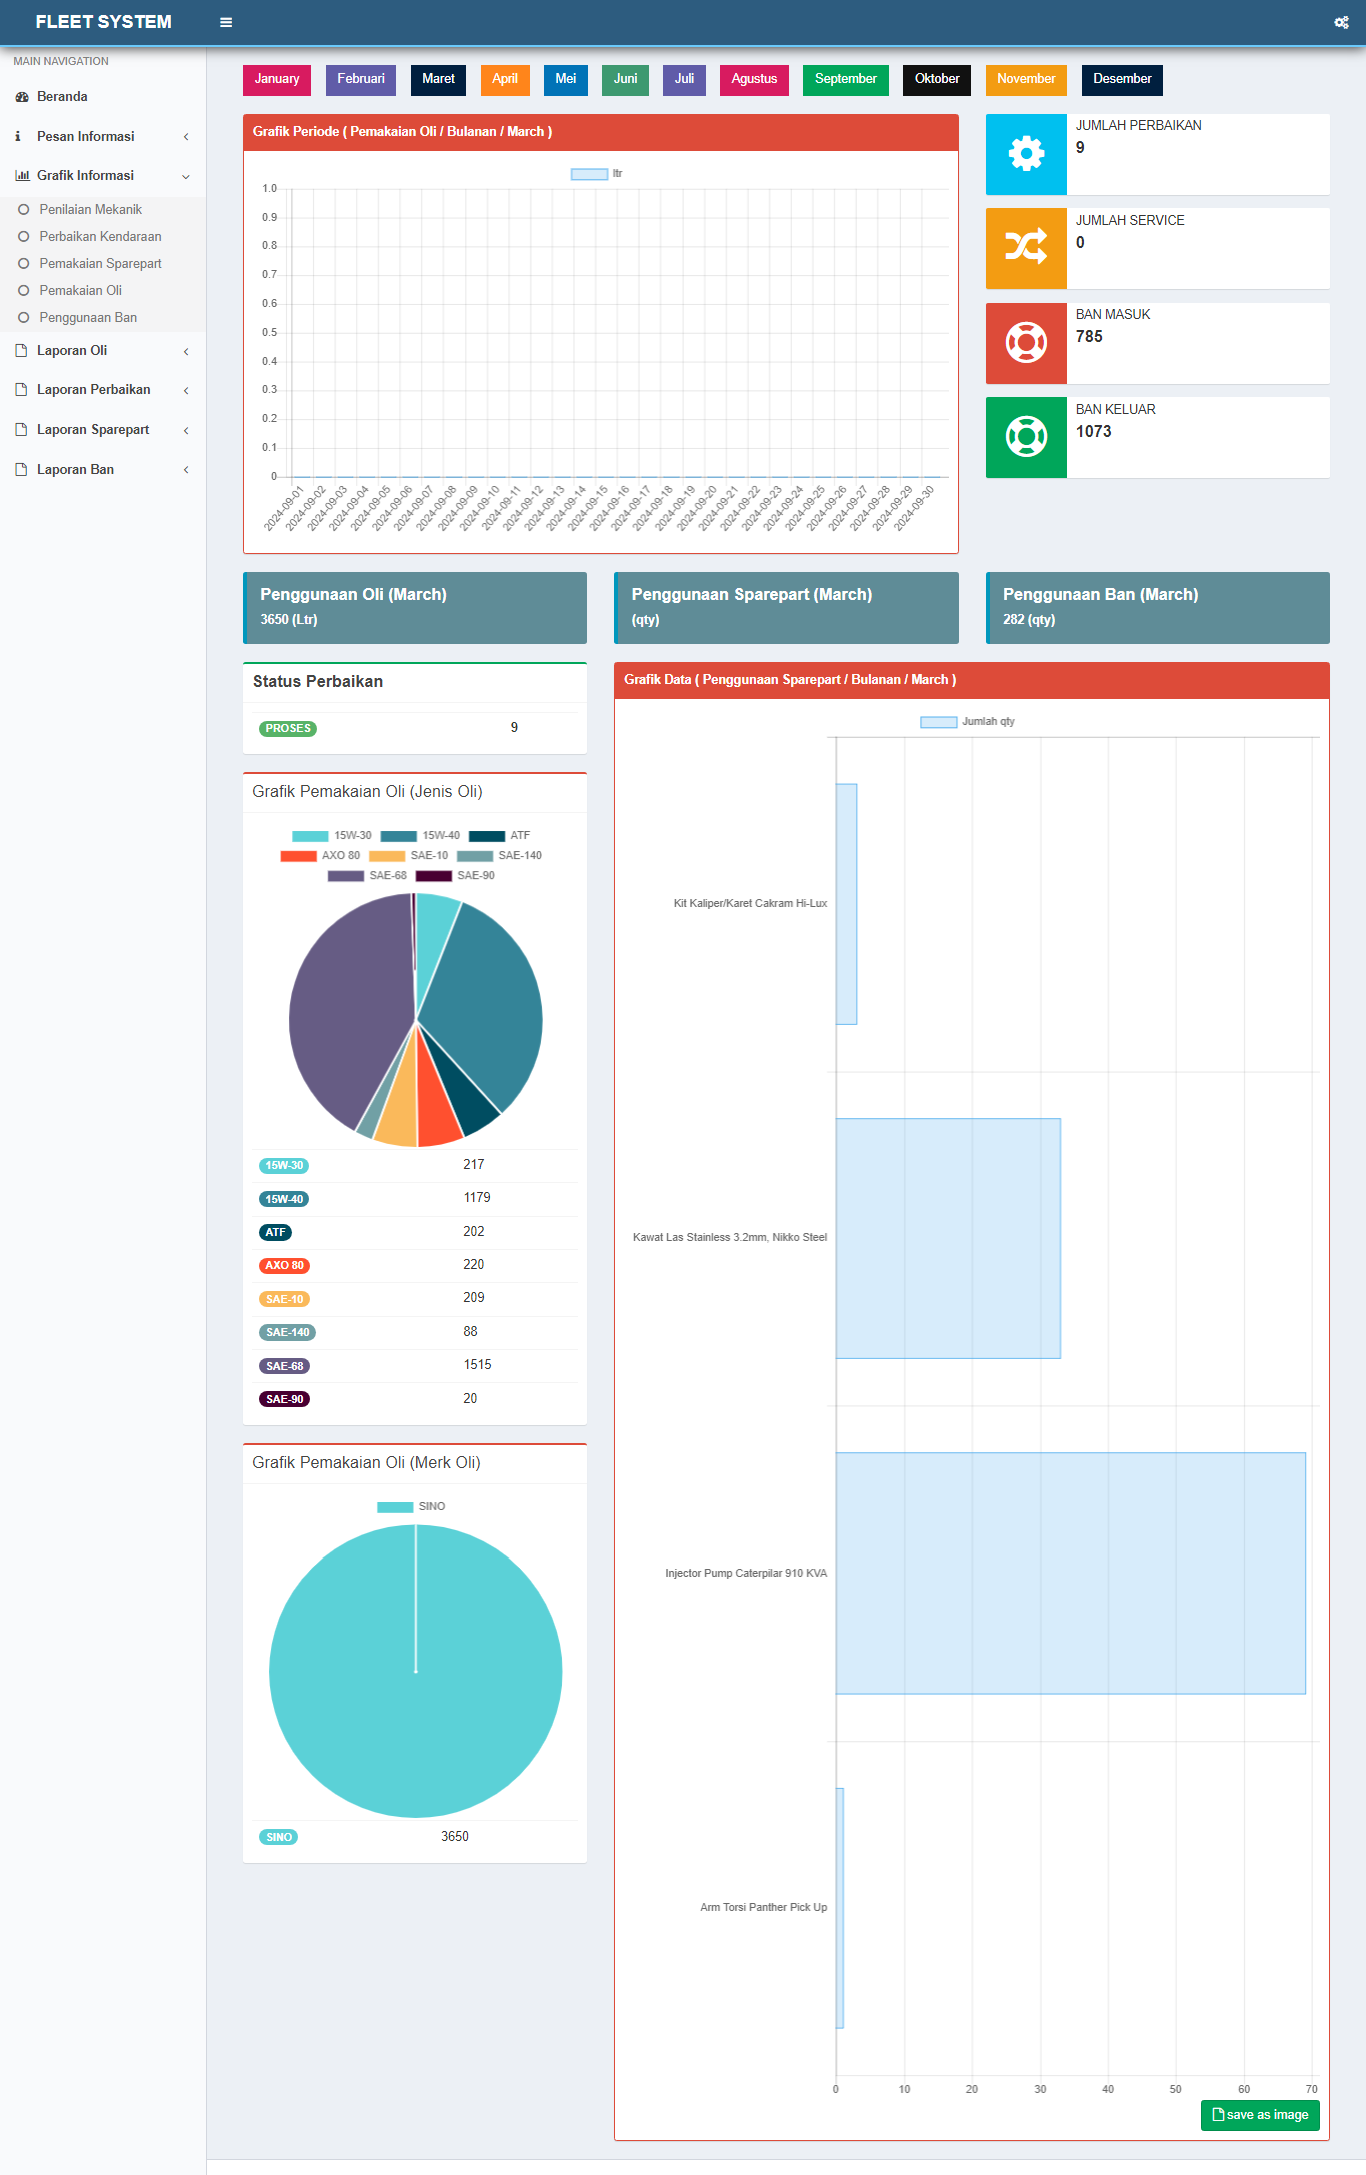 FLEET SYSTEM
MAIN NAVIGATION
Beranda
Pesan Informasi
Grafik Informasi
Penilaian Mekanik
Perbaikan Kendaraan
Pemakaian Sparepart
Pemakaian Oli
Penggunaan Ban
Laporan Oli
Laporan Perbaikan
Laporan Sparepart
Laporan Ban
January Februari Maret April Mei Juni Juli Agustus September Oktober November Desember
Grafik Periode ( Pemakaian Oli / Bulanan / March )
ltr
1.0
0.9
0.8
0.7
0.6
0.5
0.4
0.3
0.2
0.1
0
2024-09-01
2024-09-02
2024-09-03
2024-09-04
2024-09-05
2024-09-06
2024-09-07
2024-09-08
2024-09-09
2024-09-10
2024-09-11
2024-09-12
2024-09-13
2024-09-14
2024-09-15
2024-09-16
2024-09-17
2024-09-18
2024-09-19
2024-09-20
2024-09-21
2024-09-22
2024-09-23
2024-09-24
2024-09-25
2024-09-26
2024-09-27
2024-09-28
2024-09-29
2024-09-30
JUMLAH PERBAIKAN
9
JUMLAH SERVICE
0
BAN MASUK
785
BAN KELUAR
1073
Penggunaan Oli (March)
3650 (Ltr)
Penggunaan Sparepart (March)
(qty)
Penggunaan Ban (March)
282 (qty)
Status Perbaikan
PROSES 9
Grafik Pemakaian Oli (Jenis Oli)
15W-30 15W-40 ATF
AXO 80 SAE-10 SAE-140
SAE-68 SAE-90
15W-30 217
15W-40 1179
ATF 202
AXO 80 220
SAE-10 209
SAE-140 88
SAE-68 1515
SAE-90 20
Grafik Pemakaian Oli (Merk Oli)
SINO
SINO 3650
Grafik Data ( Penggunaan Sparepart / Bulanan / March )
Jumlah qty
Kit Kaliper/Karet Cakram Hi-Lux
Kawat Las Stainless 3.2mm, Nikko Steel
Injector Pump Caterpilar 910 KVA
Arm Torsi Panther Pick Up
0 10 20 30 40 50 60 70
save as image